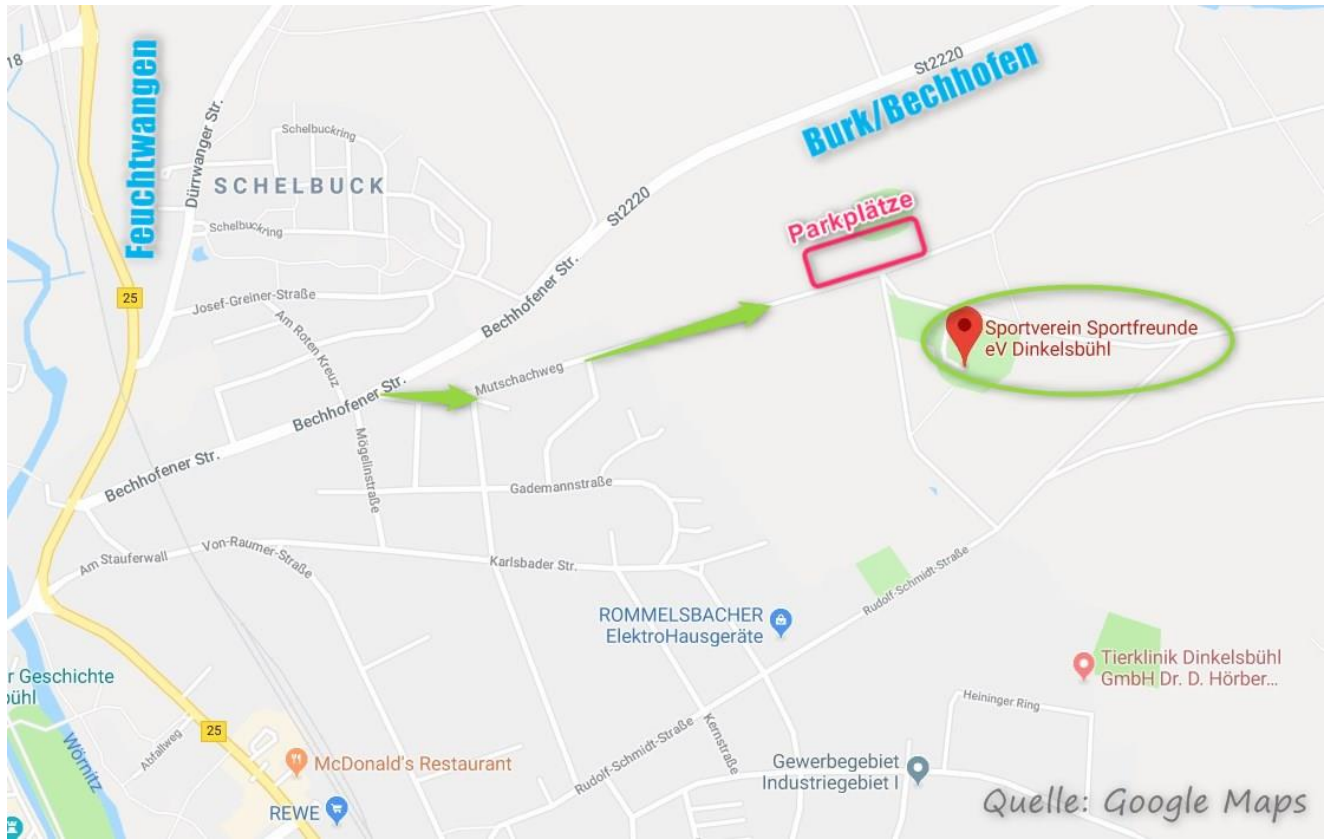 18
Feuchtwangen
Dürrwanger Str.
Schelbuckring
SCHELBUCK
Schelbuckring
St2220
Burk/Bechhofen
St2220
Parkplätze
25
Josef-Greiner-Straße
Am Roten Kreuz
Bechhofener Str.
Sportverein Sportfreunde
eV Dinkelsbühl
Mutschachweg
Bechhofener Str.
Mögelinstraße
Bechhofener Str.
Gademannstraße
Am Stauferwall
Von-Raumer-Straße
Karlsbader Str.
Rudolf-Schmidt-Straße
ROMMELSBACHER
ElektroHausgeräte
Tierklinik Dinkelsbühl
GmbH Dr. D. Hörber...
r Geschichte
bühl
Heininger Ring
25
Wörnitz
Abfallweg
McDonald's Restaurant
Kernstraße
Rudolf-Schmidt-Straße
Gewerbegebiet
Industriegebiet I
REWE
Quelle: Google Maps